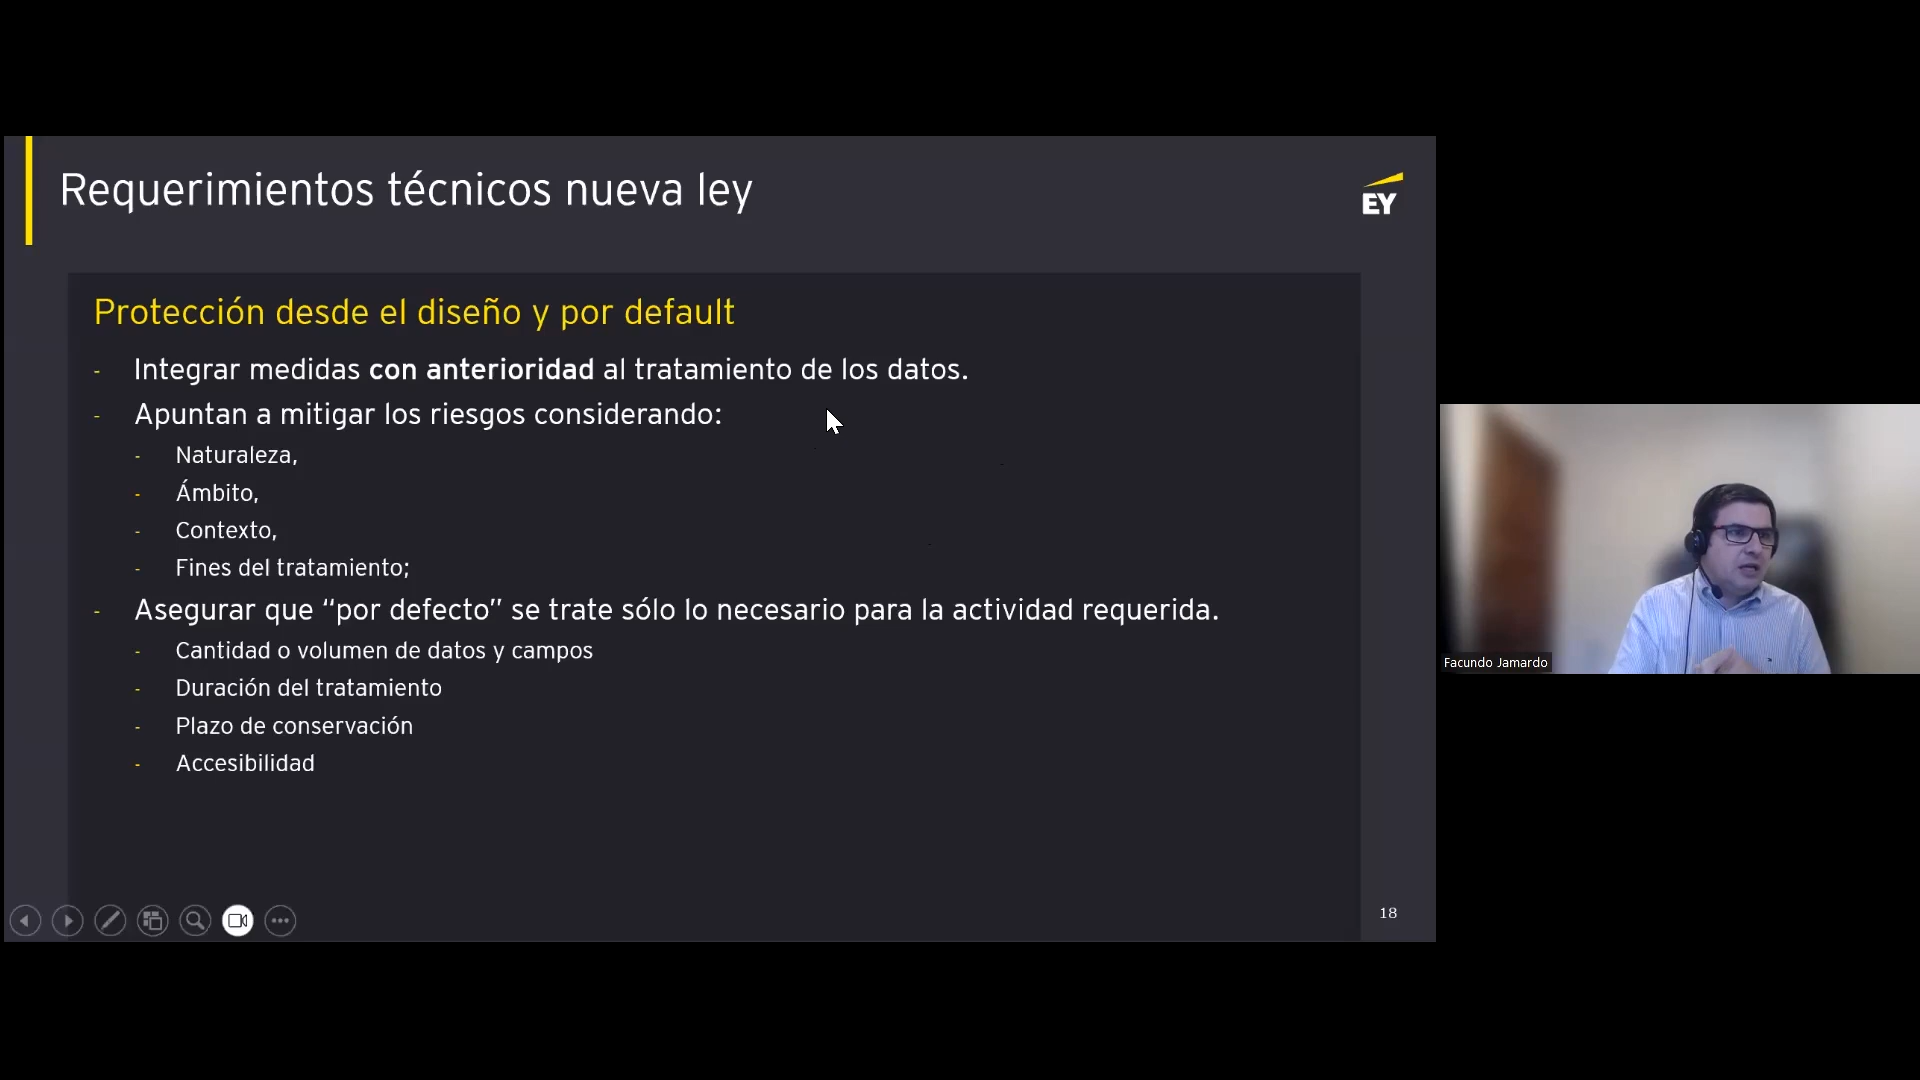 Requerimientos técnicos nueva ley
EY
Protección desde el diseño y por default
- Integrar medidas con anterioridad al tratamiento de los datos.
- Apuntan a mitigar los riesgos considerando:
- Naturaleza,
- Ámbito,
- Contexto,
- Fines del tratamiento;
- Asegurar que “por defecto” se trate sólo lo necesario para la actividad requerida.
- Cantidad o volumen de datos y campos
- Duración del tratamiento
- Plazo de conservación
- Accesibilidad
18
Facundo Jamardo